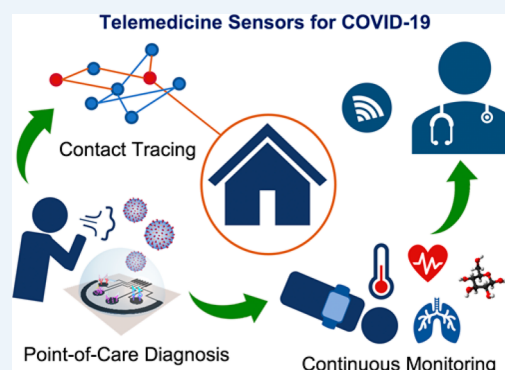 Telemedicine Sensors for COVID-19
Contact Tracing
Point-of-Care Diagnosis
Continuous Monitoring